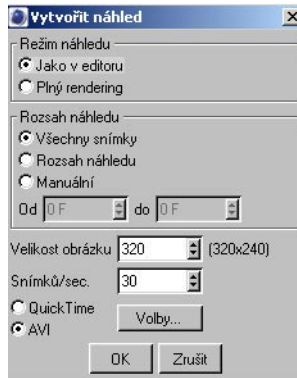 Vytvořit náhled
Režim náhledu
Jako v editoru
Plný rendering
Rozsah náhledu
Všechny snímky
Rozsah náhledu
Manuální
Od 0 F do 0 F
Velikost obrázku 320 (320x240)
Snímků/sec. 30
QuickTime
AVI
Volby...
OK Zrušit